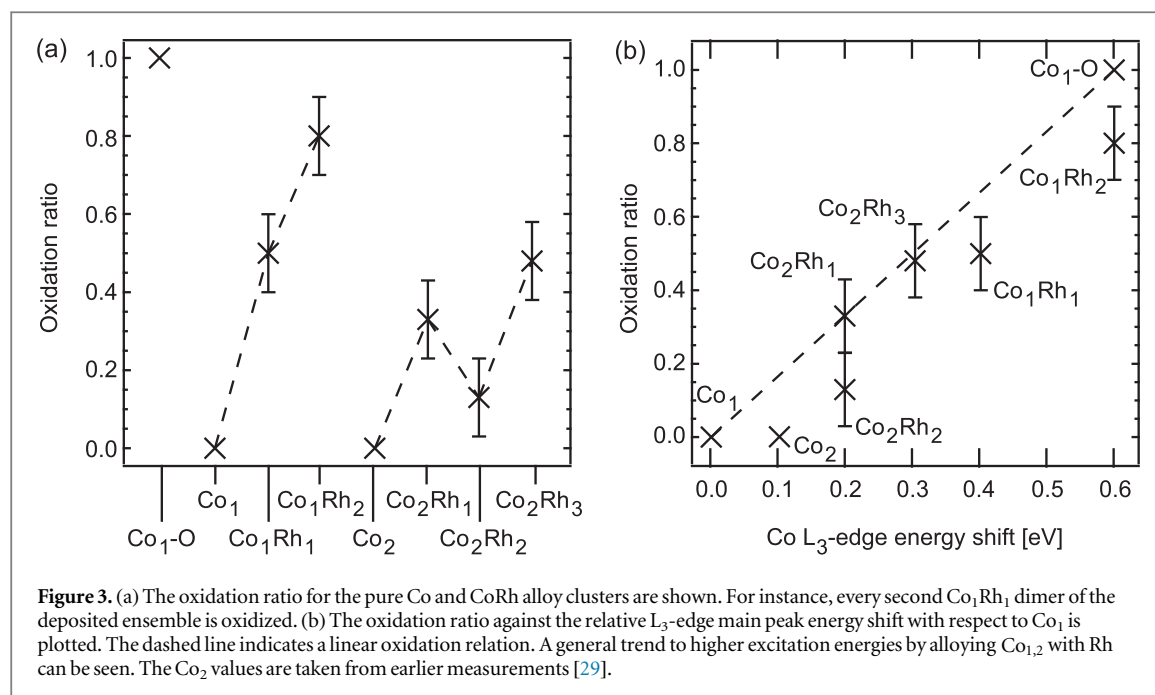 (a)
1.0
0.8
0.6
0.4
0.2
0.0
Oxidation ratio
Co₁ Co₁Rh₂ Co₂Rh₁ Co₂Rh₃
Co₁-O Co₁Rh₁ Co₂ Co₂Rh₂
(b)
1.0
0.8
0.6
0.4
0.2
0.0
Oxidation ratio
Co₁-O
Co₁Rh₂
Co₂Rh₃
Co₂Rh₁
Co₁Rh₁
Co₁
Co₂Rh₂
Co₂
0.0 0.1 0.2 0.3 0.4 0.5 0.6
Co L₃-edge energy shift [eV]
Figure 3. (a) The oxidation ratio for the pure Co and CoRh alloy clusters are shown. For instance, every second Co₁Rh₁ dimer of the
deposited ensemble is oxidized. (b) The oxidation ratio against the relative L₃-edge main peak energy shift with respect to Co₁ is
plotted. The dashed line indicates a linear oxidation relation. A general trend to higher excitation energies by alloying Co₁,₂ with Rh
can be seen. The Co₂ values are taken from earlier measurements [29].